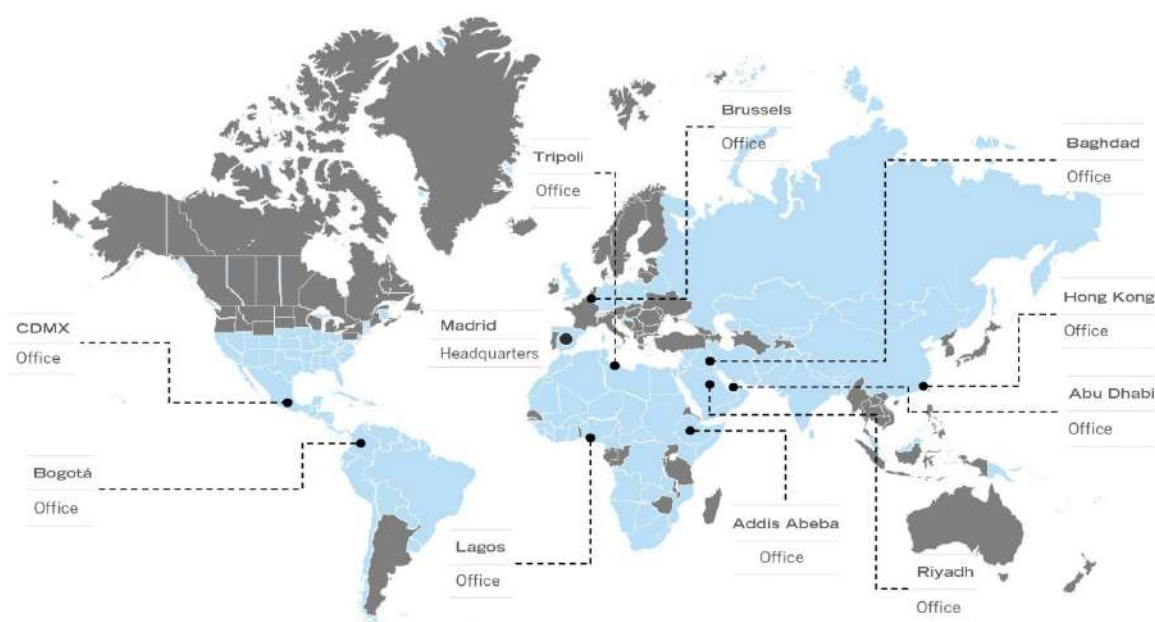 Brussels
Office
Baghdad
Office
Tripoli
Office
Hong Kong
Office
CDMX
Office
Madrid
Headquarters
Abu Dhabi
Office
Bogotá
Office
Lagos
Office
Addis Abeba
Office
Riyadh
Office